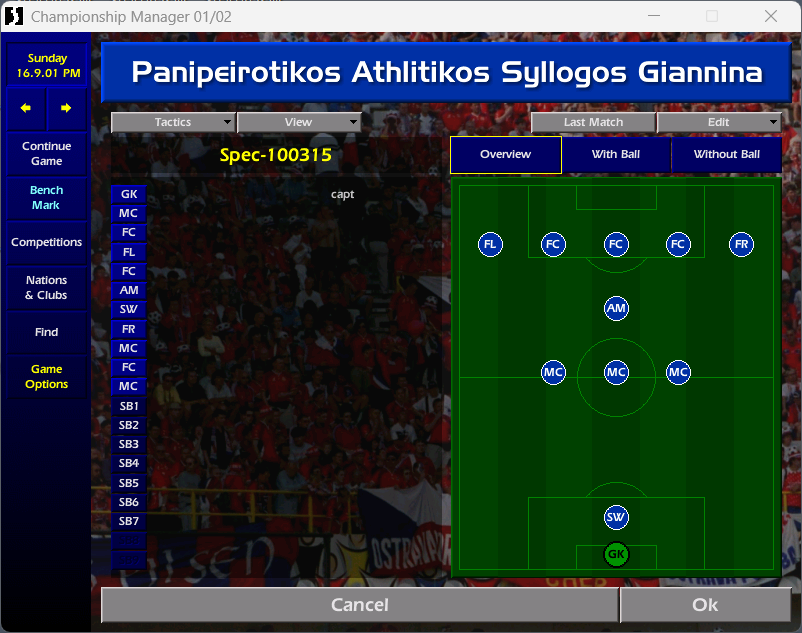 Championship Manager 01/02
Sunday
16.9.01 PM
Panipeirotikos Athlitikos Syllogos Giannina
Continue
Game
Bench
Mark
Competitions
Nations
& Clubs
Find
Game
Options
Tactics
View
Last Match
Edit
Spec-100315
Overview
With Ball
Without Ball
GK capt
MC
FC
FL
FC
AM
SW
FR
MC
FC
MC
SB1
SB2
SB3
SB4
SB5
SB6
SB7
FL FC FC FC FR
AM
MC MC MC
SW
GK
Cancel
Ok